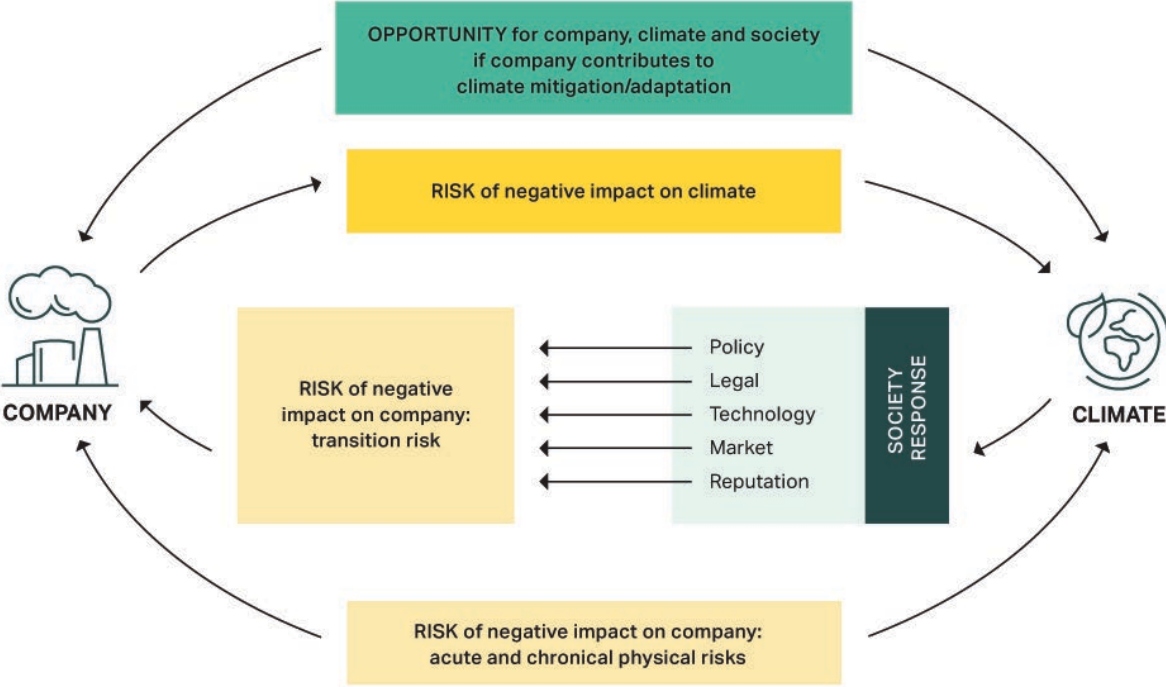 OPPORTUNITY for company, climate and society
if company contributes to
climate mitigation/adaptation
RISK of negative impact on climate
COMPANY
RISK of negative
impact on company:
transition risk
Policy
Legal
Technology
Market
Reputation
SOCIETY
RESPONSE
CLIMATE
RISK of negative impact on company:
acute and chronical physical risks